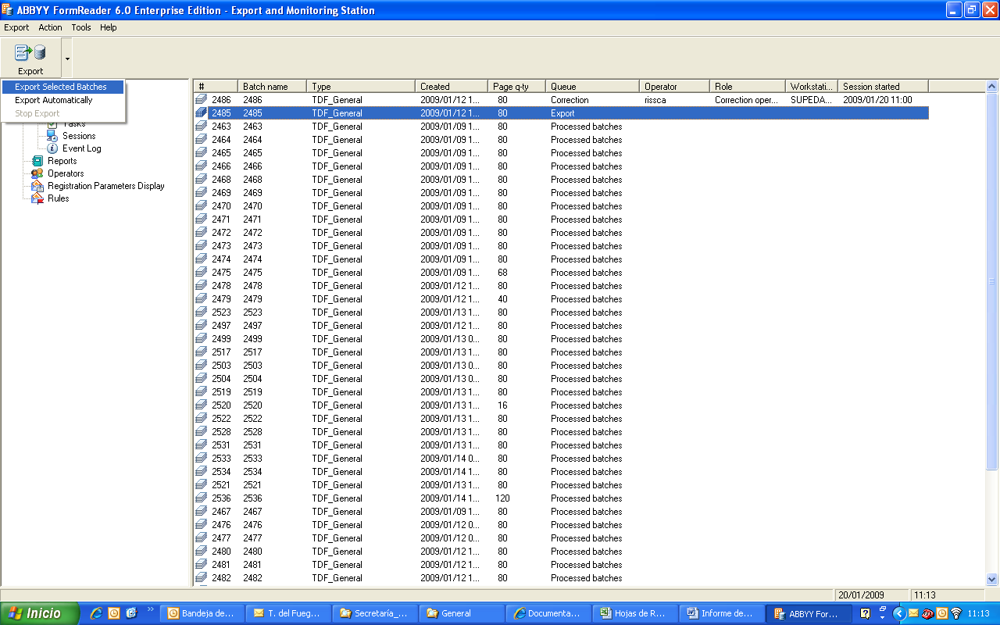 ABBYY FormReader 6.0 Enterprise Edition - Export and Monitoring Station
Export Action Tools Help
Export
Export Selected Batches
Export Automatically
Stop Export
Tasks
Sessions
Event Log
Reports
Operators
Registration Parameters Display
Rules
# Batch name Type Created Page q-ty Queue Operator Role Workstati... Session started
2486 2486 TDF_General 2009/01/12 1... 80 Correction rissca Correction oper... SUPEDA... 2009/01/20 11:00
2485 2485 TDF_General 2009/01/12 1... 80 Export
2463 2463 TDF_General 2009/01/09 1... 80 Processed batches
2464 2464 TDF_General 2009/01/09 1... 80 Processed batches
2465 2465 TDF_General 2009/01/09 1... 80 Processed batches
2466 2466 TDF_General 2009/01/09 1... 80 Processed batches
2468 2468 TDF_General 2009/01/09 1... 80 Processed batches
2469 2469 TDF_General 2009/01/09 1... 80 Processed batches
2470 2470 TDF_General 2009/01/09 1... 80 Processed batches
2471 2471 TDF_General 2009/01/09 1... 80 Processed batches
2472 2472 TDF_General 2009/01/09 1... 80 Processed batches
2473 2473 TDF_General 2009/01/09 1... 80 Processed batches
2474 2474 TDF_General 2009/01/09 1... 80 Processed batches
2475 2475 TDF_General 2009/01/09 1... 68 Processed batches
2478 2478 TDF_General 2009/01/12 1... 80 Processed batches
2479 2479 TDF_General 2009/01/12 1... 40 Processed batches
2523 2523 TDF_General 2009/01/13 1... 80 Processed batches
2497 2497 TDF_General 2009/01/12 1... 80 Processed batches
2499 2499 TDF_General 2009/01/13 0... 80 Processed batches
2517 2517 TDF_General 2009/01/13 1... 80 Processed batches
2503 2503 TDF_General 2009/01/13 0... 80 Processed batches
2504 2504 TDF_General 2009/01/13 0... 80 Processed batches
2519 2519 TDF_General 2009/01/13 1... 80 Processed batches
2520 2520 TDF_General 2009/01/13 1... 16 Processed batches
2522 2522 TDF_General 2009/01/13 1... 80 Processed batches
2528 2528 TDF_General 2009/01/13 1... 80 Processed batches
2531 2531 TDF_General 2009/01/13 1... 80 Processed batches
2533 2533 TDF_General 2009/01/14 0... 80 Processed batches
2534 2534 TDF_General 2009/01/14 1... 80 Processed batches
2521 2521 TDF_General 2009/01/13 1... 80 Processed batches
2536 2536 TDF_General 2009/01/14 1... 120 Processed batches
2467 2467 TDF_General 2009/01/09 1... 80 Processed batches
2476 2476 TDF_General 2009/01/12 0... 80 Processed batches
2477 2477 TDF_General 2009/01/12 0... 80 Processed batches
2480 2480 TDF_General 2009/01/12 1... 80 Processed batches
2481 2481 TDF_General 2009/01/12 1... 80 Processed batches
2482 2482 TDF_General 2009/01/12 1... 80 Processed batches
20/01/2009 11:13
Inicio Bandeja de... T. del Fueg... Secretaría_... General Documenta... Hojas de R... Informe de... ABBYY For... 11:13